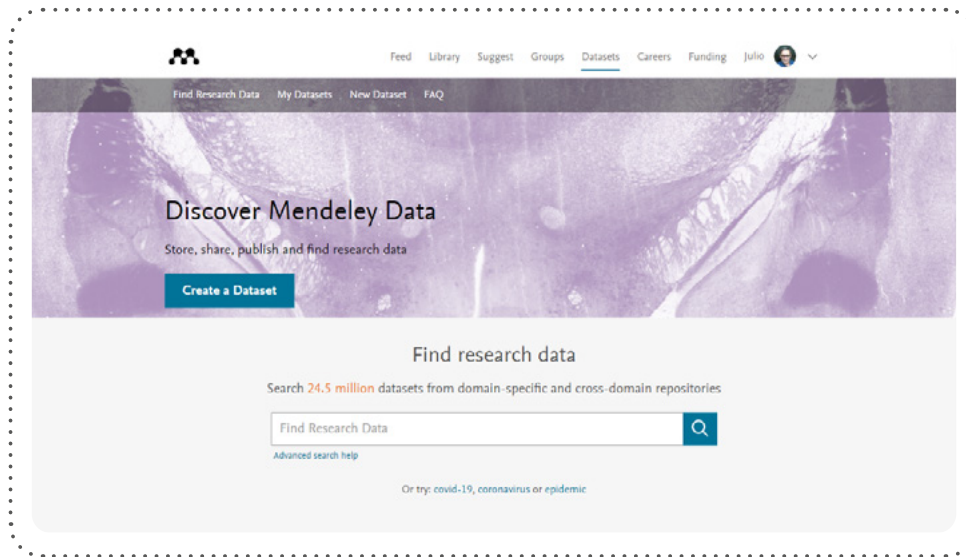 Feed Library Suggest Groups Datasets Careers Funding Julio
Find Research Data My Datasets New Dataset FAQ
Discover Mendeley Data
Store, share, publish and find research data
Create a Dataset
Find research data
Search 24.5 million datasets from domain-specific and cross-domain repositories
Find Research Data
Advanced search help
Or try: covid-19, coronavirus or epidemic